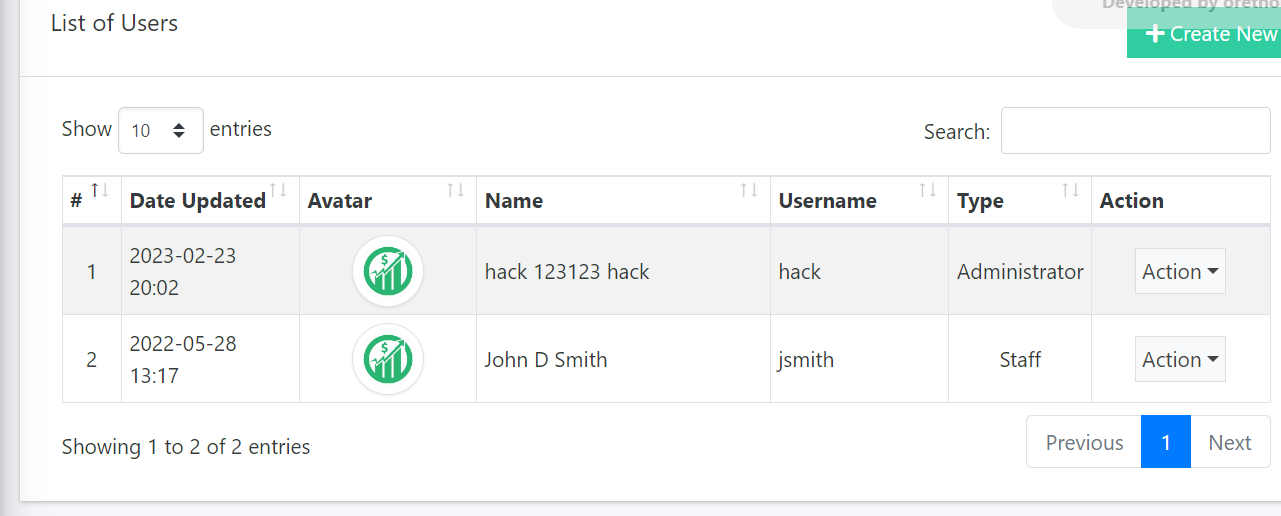 List of Users
Developed by oretno
Create New
Show 10 entries
Search:
# Date Updated Avatar Name Username Type Action
1 2023-02-23 20:02 $ hack 123123 hack hack Administrator Action
2 2022-05-28 13:17 $ John D Smith jsmith Staff Action
Showing 1 to 2 of 2 entries
Previous 1 Next